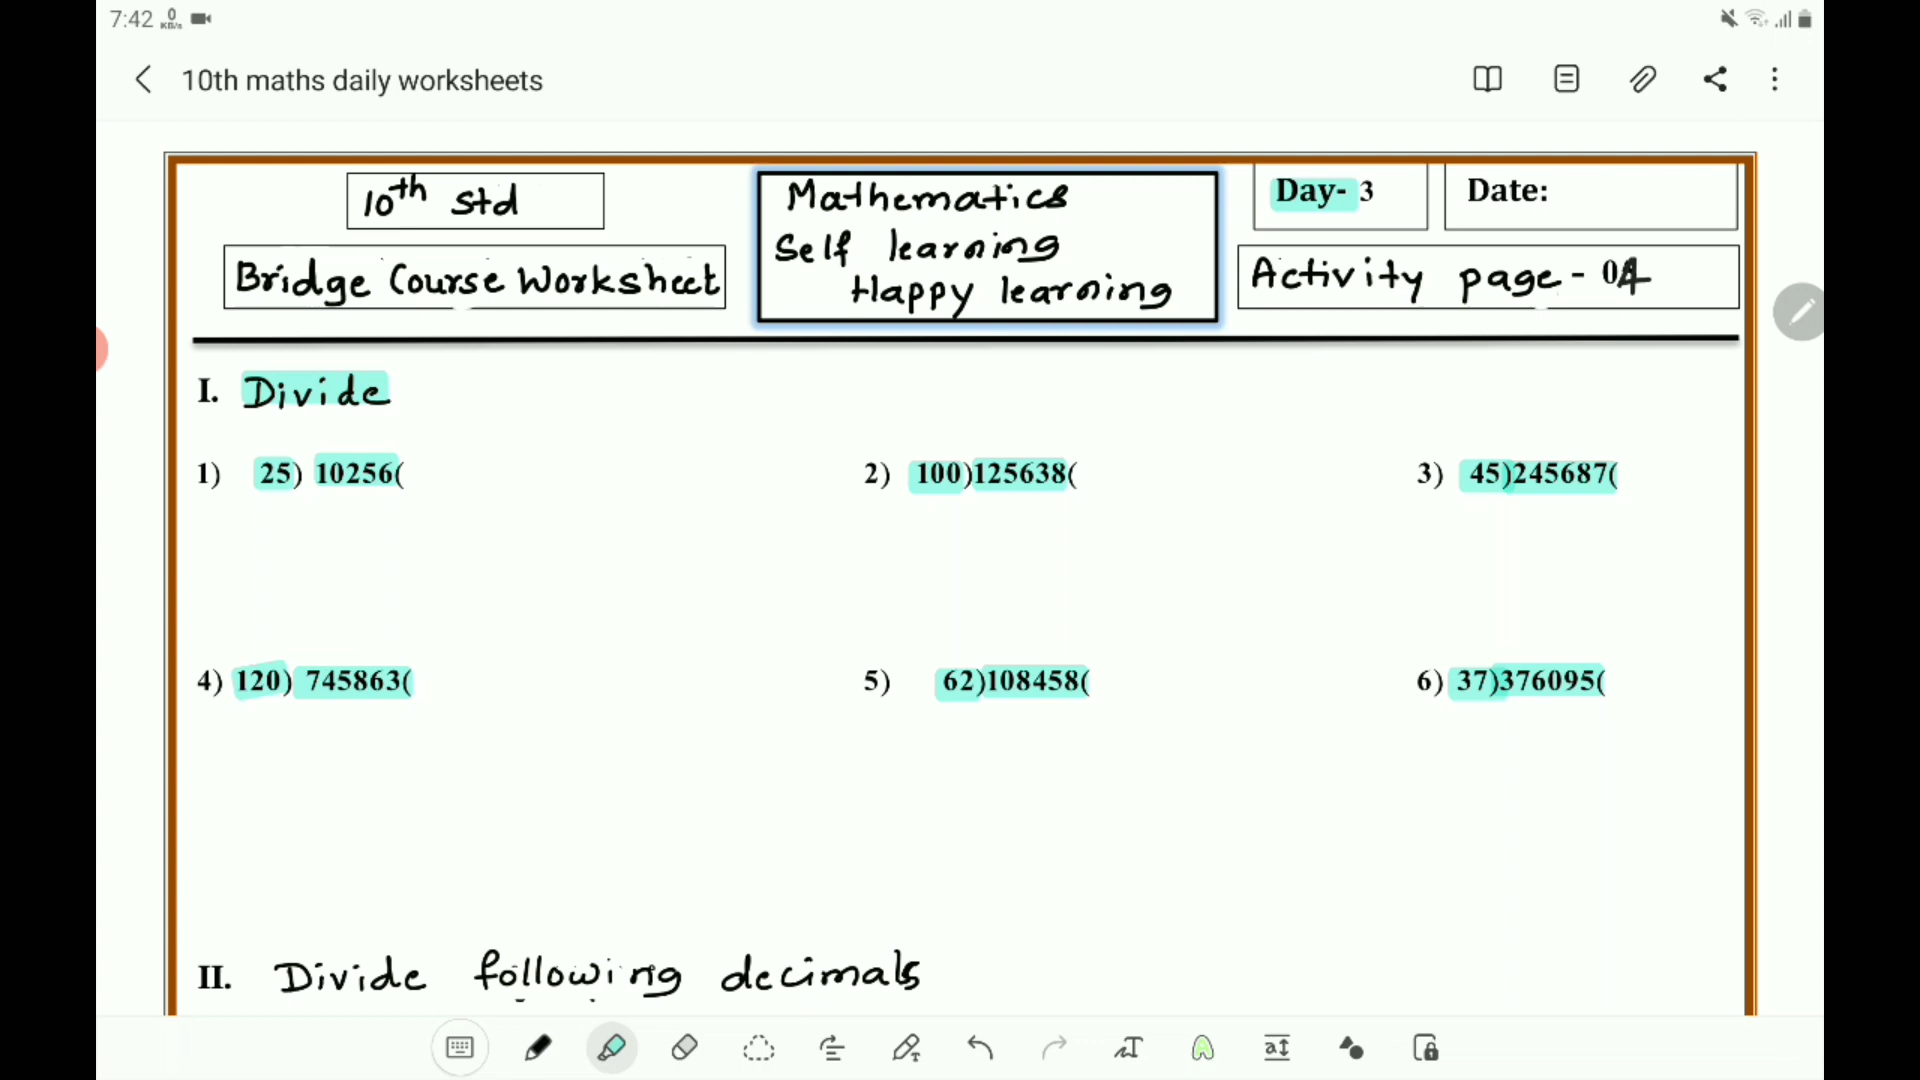 7:42 0 KB/s
10th maths daily worksheets
10th std
Mathematics
Self learning
Happy learning
Day- 3
Date:
Bridge Course Worksheet
Activity page - 04
I. Divide
1) 25) 10256(
2) 100)125638(
3) 45)245687(
4) 120) 745863(
5) 62)108458(
6) 37)376095(
II. Divide following decimals